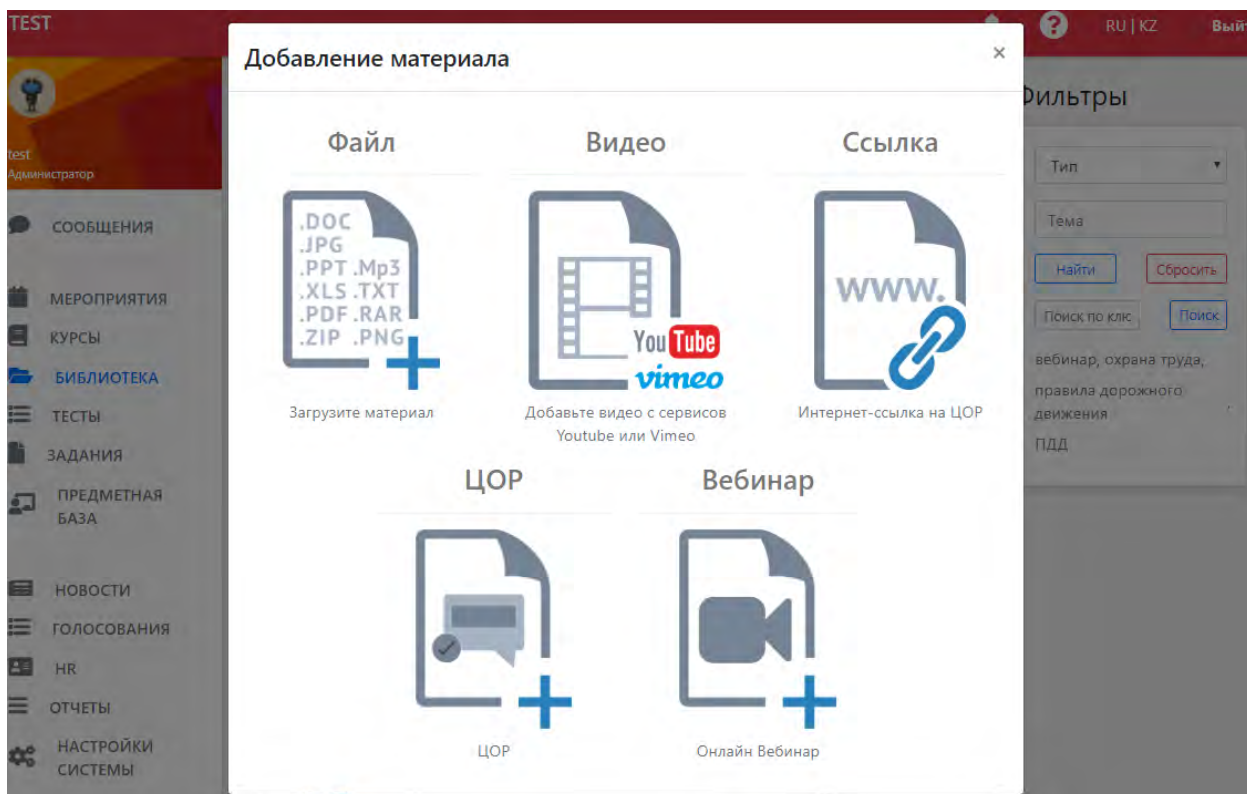 TEST
RU | KZ
Добавление материала
×
Фильтры
test
Администратор
СООБЩЕНИЯ
МЕРОПРИЯТИЯ
КУРСЫ
БИБЛИОТЕКА
ТЕСТЫ
ЗАДАНИЯ
ПРЕДМЕТНАЯ
БАЗА
НОВОСТИ
ГОЛОСОВАНИЯ
HR
ОТЧЕТЫ
НАСТРОЙКИ
СИСТЕМЫ
Файл
.DOC
.JPG
.PPT .Mp3
.XLS .TXT
.PDF .RAR
.ZIP .PNG
Загрузите материал
Видео
You Tube
vimeo
Добавьте видео с сервисов
Youtube или Vimeo
Ссылка
www.
Интернет-ссылка на ЦОР
ЦОР
ЦОР
Вебинар
Онлайн Вебинар
Тип
Тема
Найти
Сбросить
Поиск по клю
Поиск
вебинар, охрана труда,
правила дорожного
движения ,
ПДД